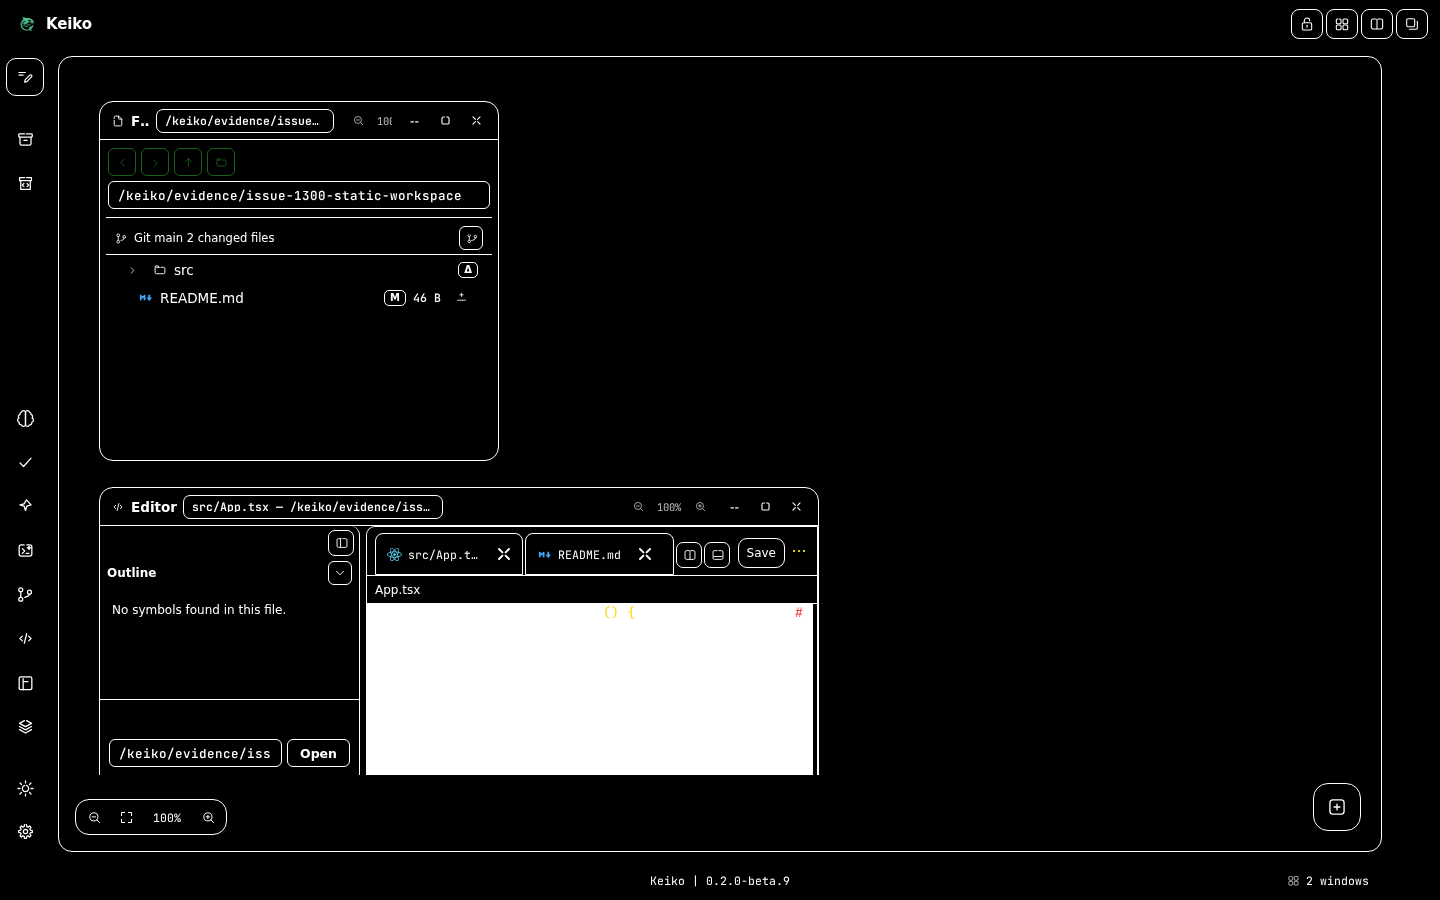 Keiko
F.. /keiko/evidence/issue… 100 --
/keiko/evidence/issue-1300-static-workspace
Git main 2 changed files
src Δ
README.md M 46 B
Editor src/App.tsx — /keiko/evidence/iss… 100% --
Outline
No symbols found in this file.
/keiko/evidence/iss Open
src/App.t… README.md Save ...
App.tsx
() { #
100%
Keiko | 0.2.0-beta.9
2 windows